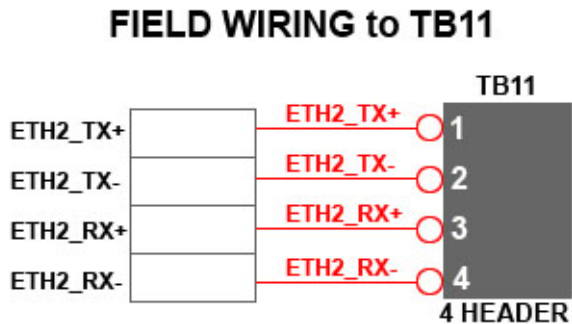 FIELD WIRING to TB11
TB11
ETH2_TX+ ETH2_TX+ 1
ETH2_TX- ETH2_TX- 2
ETH2_RX+ ETH2_RX+ 3
ETH2_RX- ETH2_RX- 4
4 HEADER